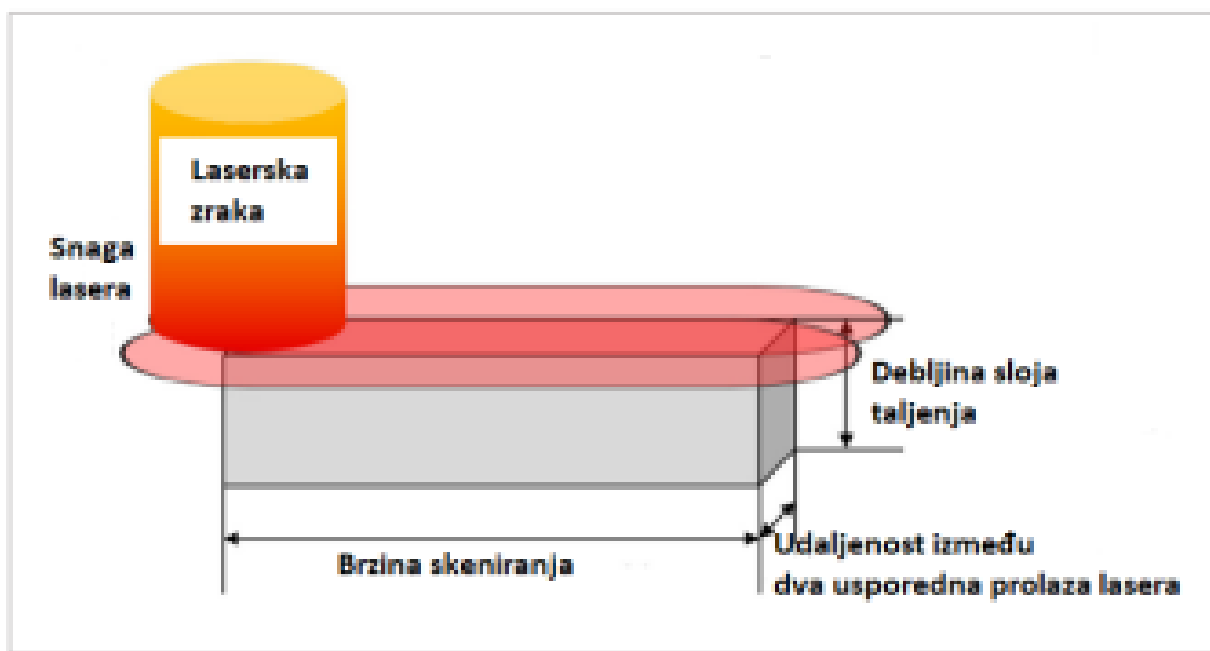 Laserska
zraka
Snaga
lasera
Debljina sloja
taljenja
Udaljenost između
dva usporedna prolaza lasera
Brzina skeniranja